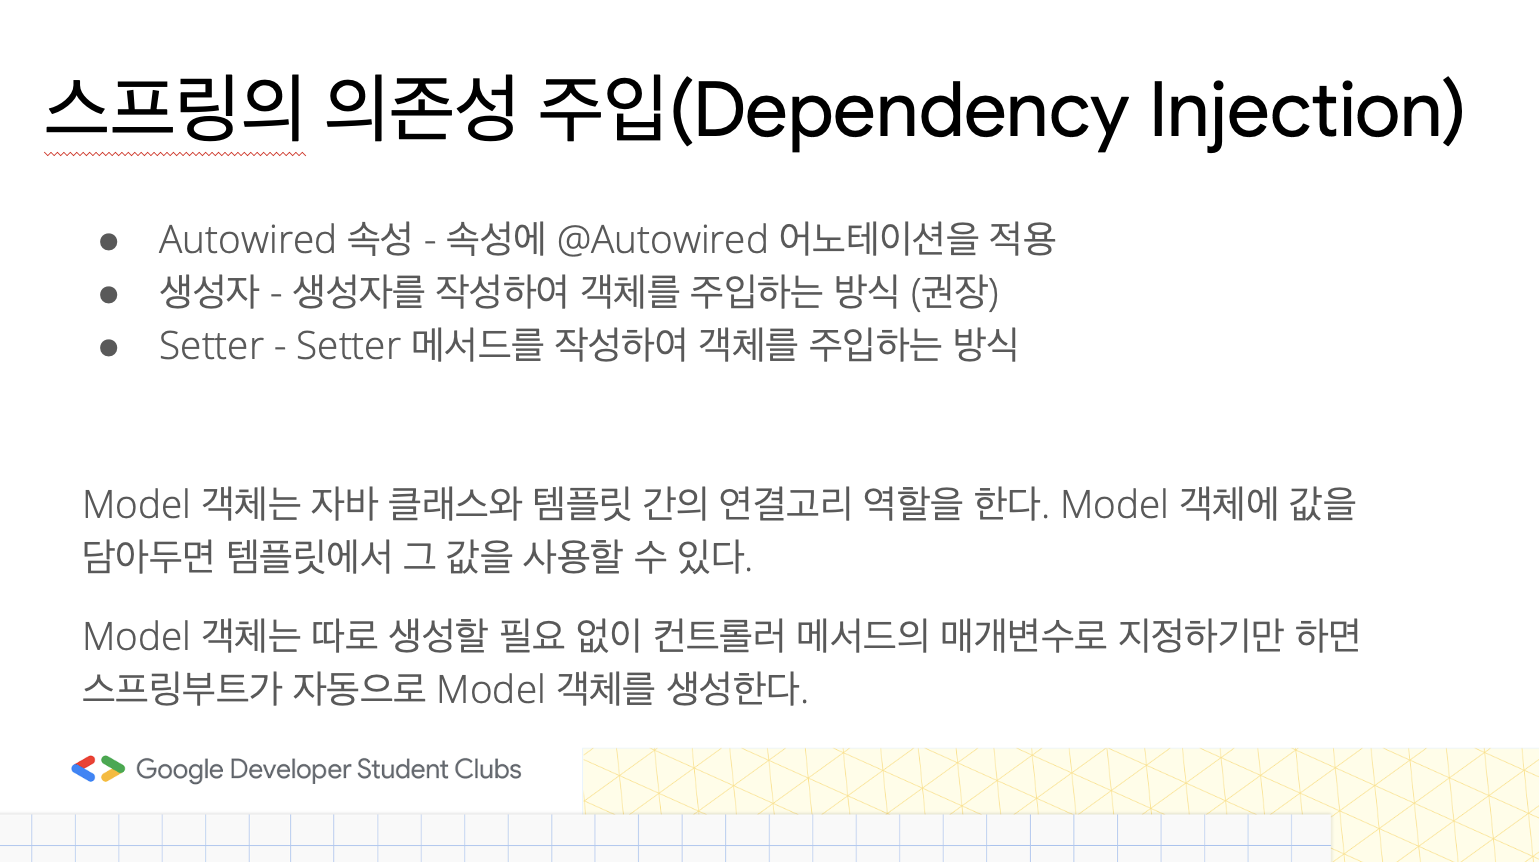 스프링의 의존성 주입(Dependency Injection)
● Autowired 속성 - 속성에 @Autowired 어노테이션을 적용
● 생성자 - 생성자를 작성하여 객체를 주입하는 방식 (권장)
● Setter - Setter 메서드를 작성하여 객체를 주입하는 방식
Model 객체는 자바 클래스와 템플릿 간의 연결고리 역할을 한다. Model 객체에 값을
담아두면 템플릿에서 그 값을 사용할 수 있다.
Model 객체는 따로 생성할 필요 없이 컨트롤러 메서드의 매개변수로 지정하기만 하면
스프링부트가 자동으로 Model 객체를 생성한다.
Google Developer Student Clubs